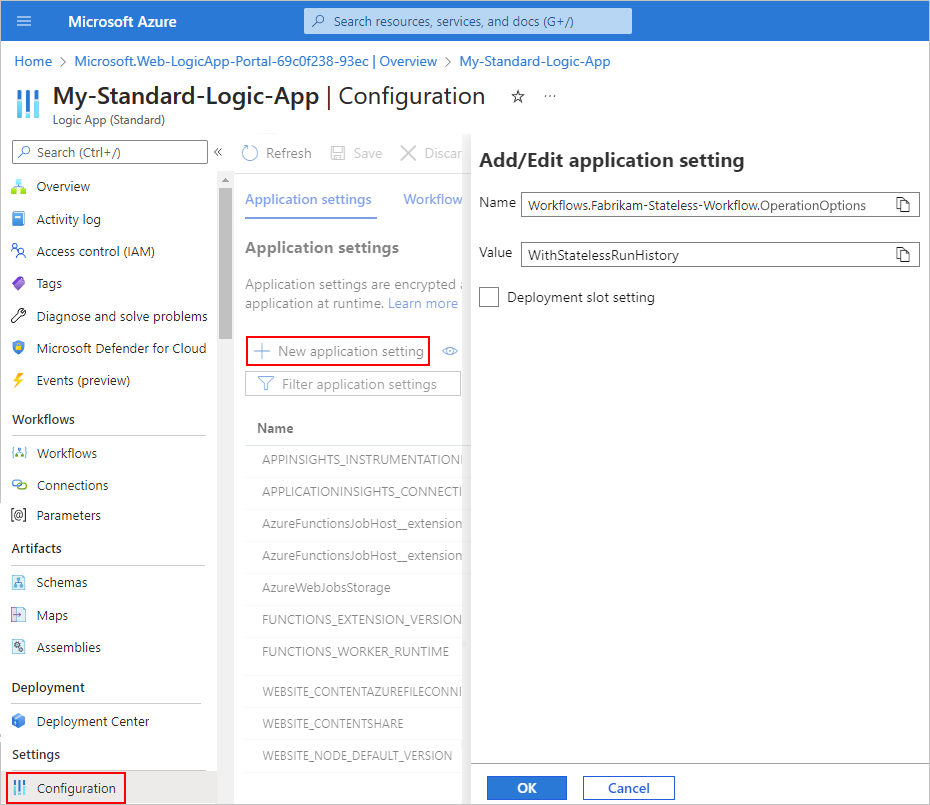 Microsoft Azure
Search resources, services, and docs (G+/)
Home > Microsoft.Web-LogicApp-Portal-69c0f238-93ec | Overview > My-Standard-Logic-App
My-Standard-Logic-App | Configuration
Logic App (Standard)
Search (Ctrl+/)
Overview
Activity log
Access control (IAM)
Tags
Diagnose and solve problems
Microsoft Defender for Cloud
Events (preview)
Workflows
Workflows
Connections
Parameters
Artifacts
Schemas
Maps
Assemblies
Deployment
Deployment Center
Settings
Configuration
Refresh Save Discar
Application settings Workflow
Application settings
Application settings are encrypted a
application at runtime. Learn more
New application setting
Filter application settings
Name
APPINSIGHTS_INSTRUMENTATION
APPLICATIONINSIGHTS_CONNECTI
AzureFunctionsJobHost__extension
AzureFunctionsJobHost__extension
AzureWebJobsStorage
FUNCTIONS_EXTENSION_VERSION
FUNCTIONS_WORKER_RUNTIME
WEBSITE_CONTENTAZUREFILECONN
WEBSITE_CONTENTSHARE
WEBSITE_NODE_DEFAULT_VERSION
Add/Edit application setting
Name Workflows.Fabrikam-Stateless-Workflow.OperationOptions
Value WithStatelessRunHistory
Deployment slot setting
OK Cancel